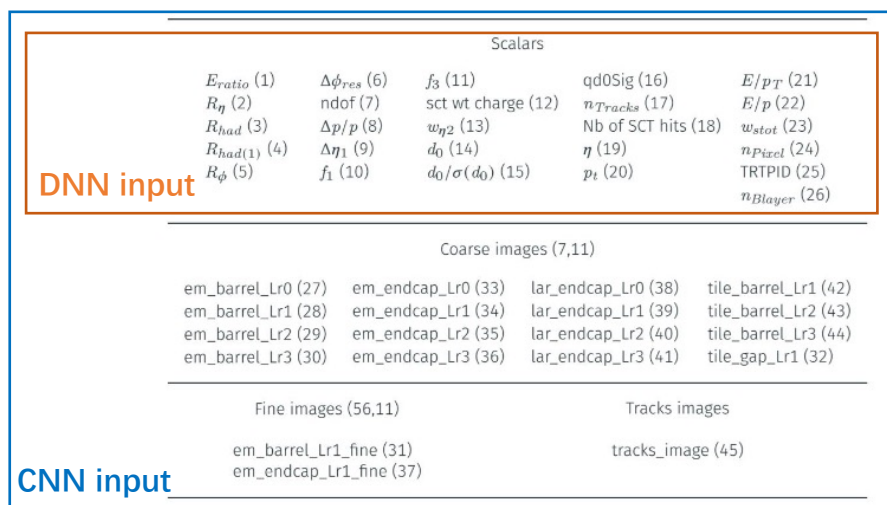 Scalars
E_ratio (1) Δϕ_res (6) f_3 (11) qd0Sig (16) E/p_T (21)
R_η (2) ndof (7) sct wt charge (12) n_Tracks (17) E/p (22)
R_had (3) Δp/p (8) w_η2 (13) Nb of SCT hits (18) w_stot (23)
R_had(1) (4) Δη_1 (9) d_0 (14) η (19) n_Pixel (24)
R_ϕ (5) f_1 (10) d_0/σ(d_0) (15) p_t (20) TRTPID (25)
n_Blayer (26)
DNN input
Coarse images (7,11)
em_barrel_Lr0 (27) em_endcap_Lr0 (33) lar_endcap_Lr0 (38) tile_barrel_Lr1 (42)
em_barrel_Lr1 (28) em_endcap_Lr1 (34) lar_endcap_Lr1 (39) tile_barrel_Lr2 (43)
em_barrel_Lr2 (29) em_endcap_Lr2 (35) lar_endcap_Lr2 (40) tile_barrel_Lr3 (44)
em_barrel_Lr3 (30) em_endcap_Lr3 (36) lar_endcap_Lr3 (41) tile_gap_Lr1 (32)
Fine images (56,11) Tracks images
em_barrel_Lr1_fine (31) tracks_image (45)
em_endcap_Lr1_fine (37)
CNN input